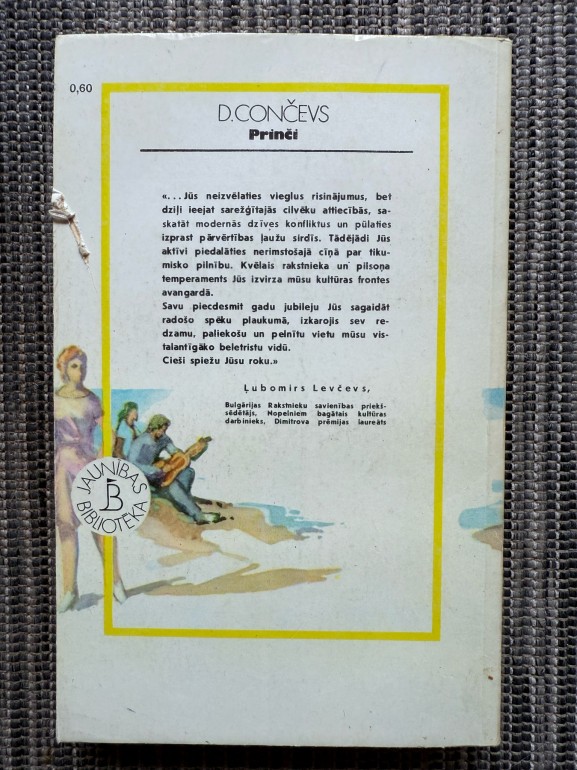 0,60
D.CONČEVS
Prinči
«...Jūs neizvēlaties vieglus risinājumus, bet
dziļi ieejat sarežģītajās cilvēku attiecībās, sa-
skatāt modernās dzīves konfliktus un pūlaties
izprast pārvērtības ļaužu sirdīs. Tādējādi Jūs
aktīvi piedalāties nerimstošajā cīņā par tiku-
misko pilnību. Kvēlais rakstnieka un pilsoņa
temperaments Jūs izvirza mūsu kultūras frontes
avangardā.
Savu piecdesmit gadu jubileju Jūs sagaidāt
radošo spēku plaukumā, izkarojis sev re-
dzamu, paliekošu un pelnītu vietu mūsu vis-
talantīgāko beletristu vidū.
Cieši spiežu Jūsu roku.»
Ļubomirs Levčevs,
Bulgārijas Rakstnieku savienības priekš-
sēdētājs, Nopelniem bagātais kultūras
darbinieks, Dimitrova prēmijas laureāts
JAUNĪBAS
B
BIBLIOTĒKA